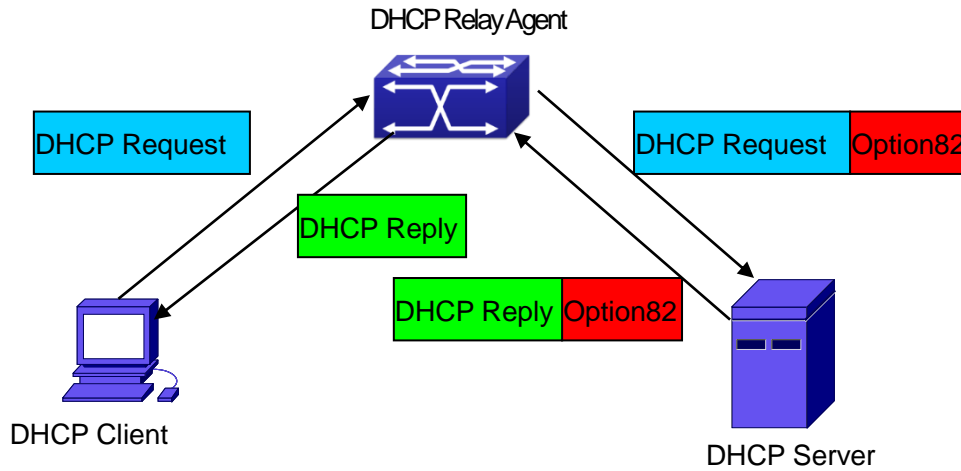 DHCP Relay Agent
DHCP Request
DHCP Request Option82
DHCP Reply
DHCP Reply Option82
DHCP Client
DHCP Server